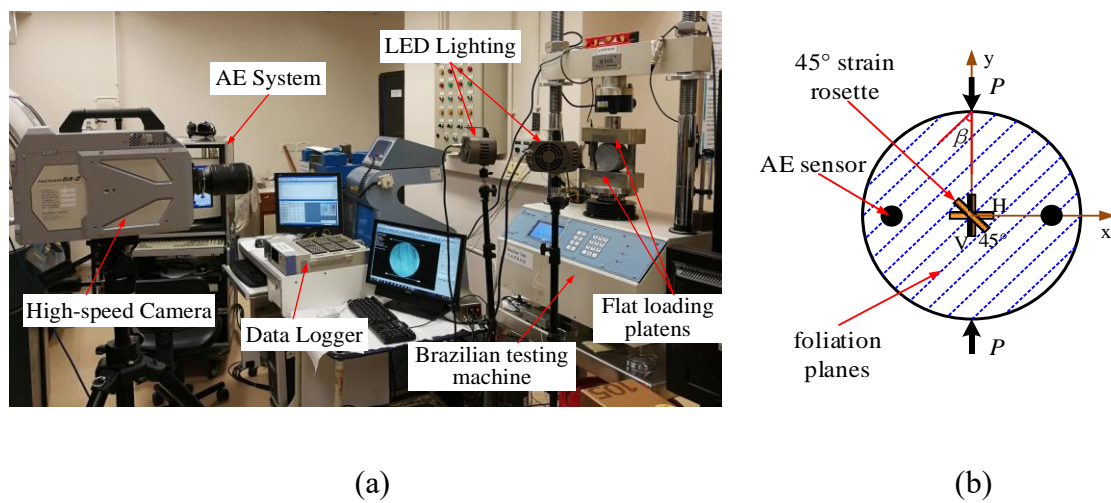 LED Lighting
AE System
High-speed Camera
Data Logger
Brazilian testing
machine
Flat loading
platens
105
(a)
45° strain
rosette
AE sensor
foliation
planes
y
P
β
H
V
45°
x
P
(b)